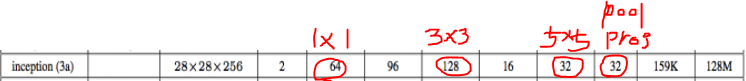 pool
1x1 3x3 5x5 proj
inception (3a) 28×28×256 2 64 96 128 16 32 32 159K 128M